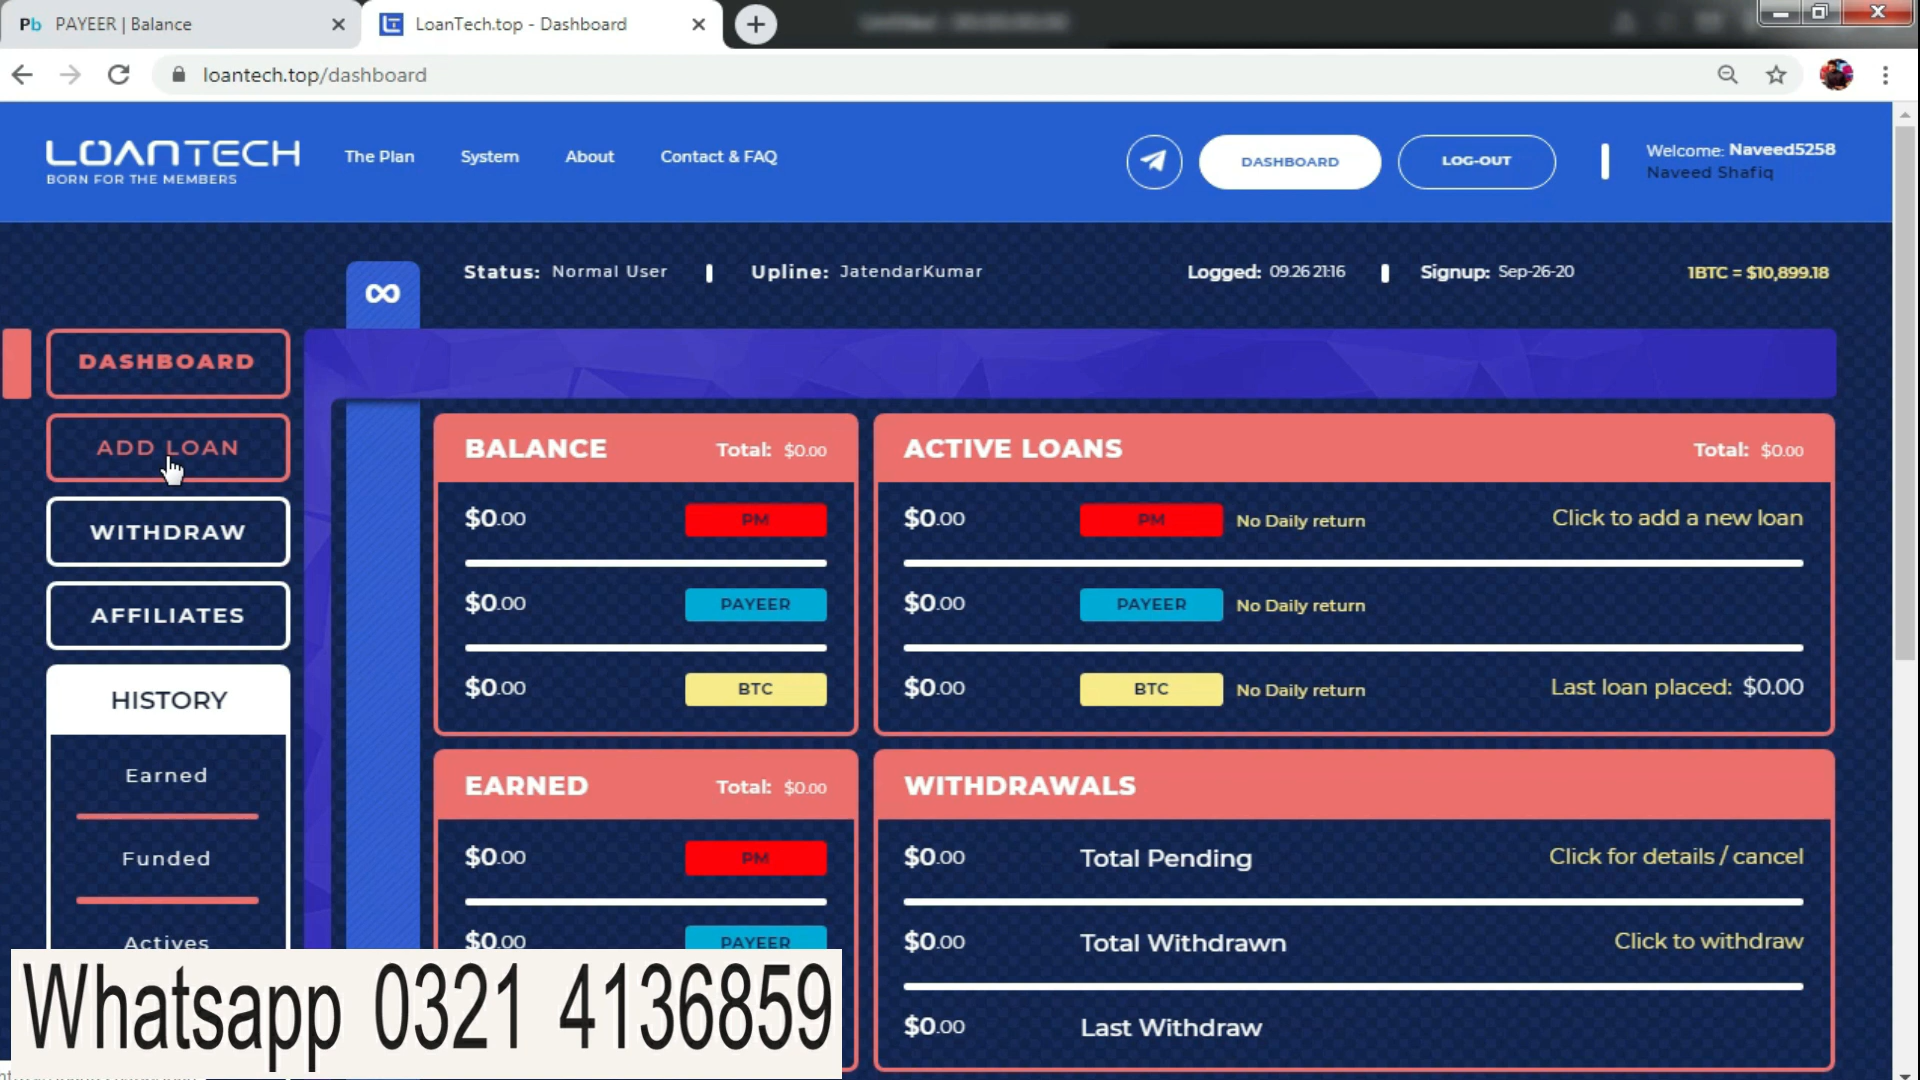 Pb PAYEER | Balance
LT LoanTech.top - Dashboard
loantech.top/dashboard
LOANTECH
BORN FOR THE MEMBERS
The Plan
System
About
Contact & FAQ
DASHBOARD
LOG-OUT
Welcome: Naveed5258
Naveed Shafiq
Status: Normal User
Upline: JatendarKumar
Logged: 09.26 21:16
Signup: Sep-26-20
1BTC = $10,899.18
DASHBOARD
ADD LOAN
WITHDRAW
AFFILIATES
HISTORY
Earned
Funded
Actives
BALANCE Total: $0.00
$0.00 PM
$0.00 PAYEER
$0.00 BTC
ACTIVE LOANS Total: $0.00
$0.00 PM No Daily return Click to add a new loan
$0.00 PAYEER No Daily return
$0.00 BTC No Daily return Last loan placed: $0.00
EARNED Total: $0.00
$0.00 PM
$0.00 PAYEER
WITHDRAWALS
$0.00 Total Pending Click for details / cancel
$0.00 Total Withdrawn Click to withdraw
$0.00 Last Withdraw
Whatsapp 0321 4136859